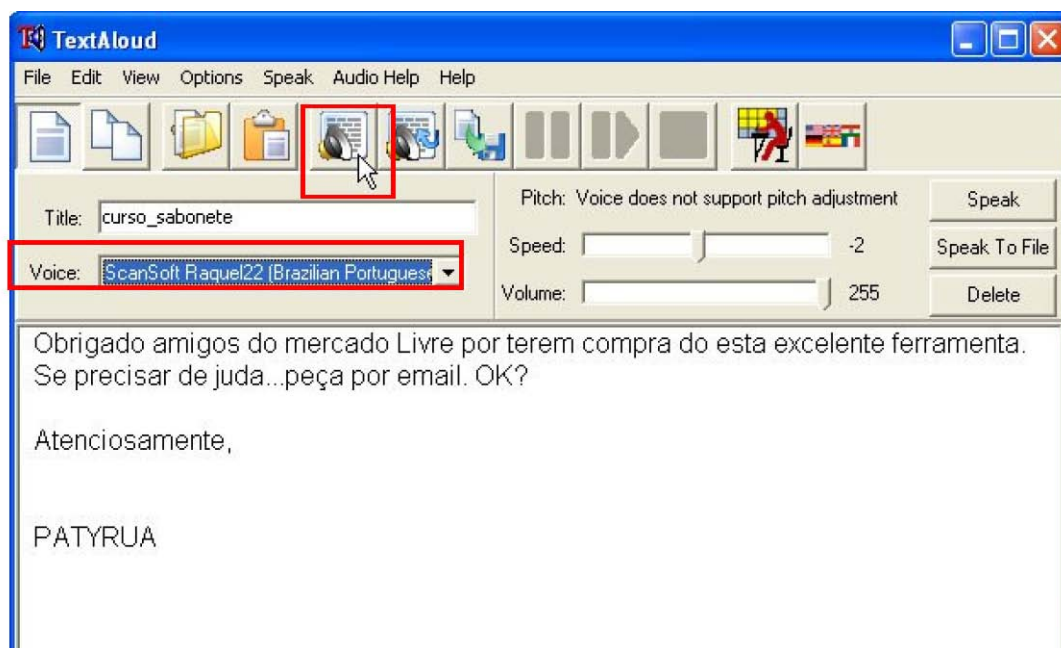 TextAloud
File Edit View Options Speak Audio Help Help
Title: curso_sabonete
Voice: ScanSoft Raquel22 (Brazilian Portuguese
Pitch: Voice does not support pitch adjustment
Speed: -2
Volume: 255
Speak
Speak To File
Delete
Obrigado amigos do mercado Livre por terem compra do esta excelente ferramenta.
Se precisar de juda...peça por email. OK?
Atenciosamente,
PATYRUA